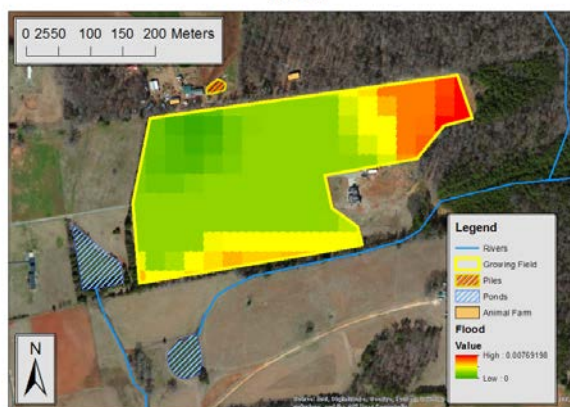 0 2550 100 150 200 Meters
Legend
Rivers
Growing Field
Piles
Ponds
Animal Farm
Flood
Value
High : 0.00769198
Low : 0
N